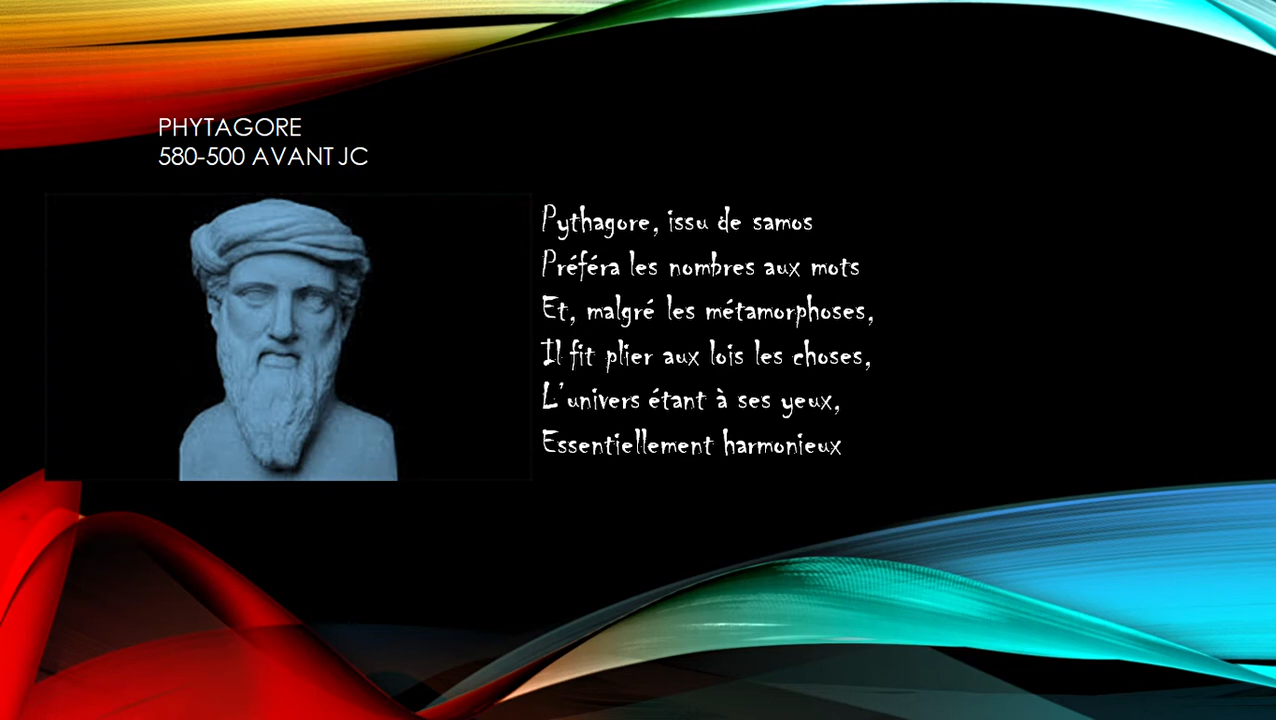 PHYTAGORE
580-500 AVANT JC
Pythagore, issu de samos
Préféra les nombres aux mots
Et, malgré les métamorphoses,
Il fit plier aux lois les choses,
L'univers étant à ses yeux,
Essentiellement harmonieux